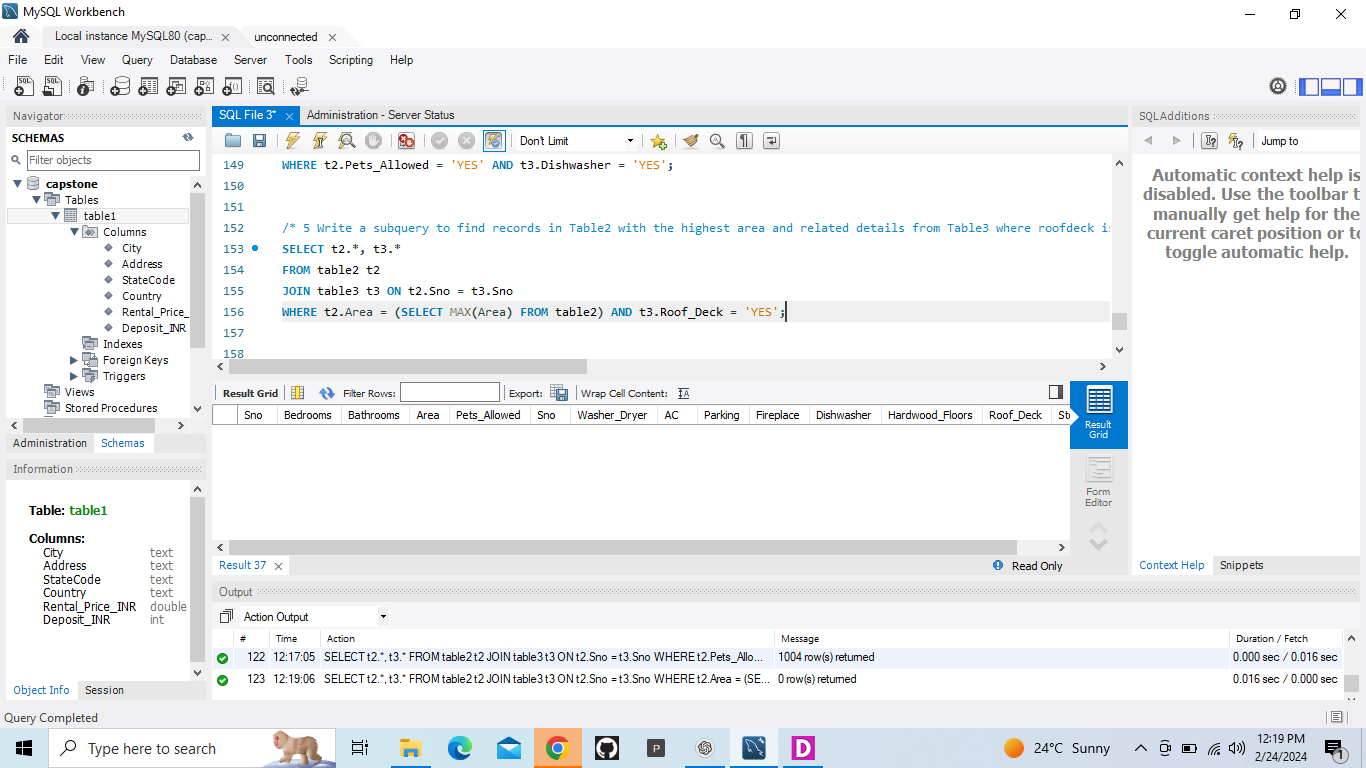 MySQL Workbench
Local instance MySQL80 (cap...
unconnected
File Edit View Query Database Server Tools Scripting Help
Navigator
SCHEMAS
Filter objects
capstone
Tables
table1
Columns
City
Address
StateCode
Country
Rental_Price_
Deposit_INR
Indexes
Foreign Keys
Triggers
Views
Stored Procedures
Administration Schemas
Information
Table: table1
Columns:
City text
Address text
StateCode text
Country text
Rental_Price_INR double
Deposit_INR int
Object Info Session
SQL File 3* Administration - Server Status
Don't Limit
149 WHERE t2.Pets_Allowed = 'YES' AND t3.Dishwasher = 'YES';
150
151
152 /* 5 Write a subquery to find records in Table2 with the highest area and related details from Table3 where roofdeck is
153 SELECT t2.*, t3.*
154 FROM table2 t2
155 JOIN table3 t3 ON t2.Sno = t3.Sno
156 WHERE t2.Area = (SELECT MAX(Area) FROM table2) AND t3.Roof_Deck = 'YES';
157
158
Result Grid Filter Rows: Export: Wrap Cell Content:
Sno Bedrooms Bathrooms Area Pets_Allowed Sno Washer_Dryer AC Parking Fireplace Dishwasher Hardwood_Floors Roof_Deck Sto
Result Grid
Form Editor
Result 37
Read Only
SQLAdditions
Jump to
Automatic context help is
disabled. Use the toolbar t
manually get help for the
current caret position or to
toggle automatic help.
Context Help Snippets
Output
Action Output
# Time Action Message Duration / Fetch
122 12:17:05 SELECT t2.*, t3.* FROM table2 t2 JOIN table3 t3 ON t2.Sno = t3.Sno WHERE t2.Pets_Allo... 1004 row(s) returned 0.000 sec / 0.016 sec
123 12:19:06 SELECT t2.*, t3.* FROM table2 t2 JOIN table3 t3 ON t2.Sno = t3.Sno WHERE t2.Area = (SE... 0 row(s) returned 0.016 sec / 0.000 sec
Query Completed
Type here to search
24°C Sunny
12:19 PM
2/24/2024
1